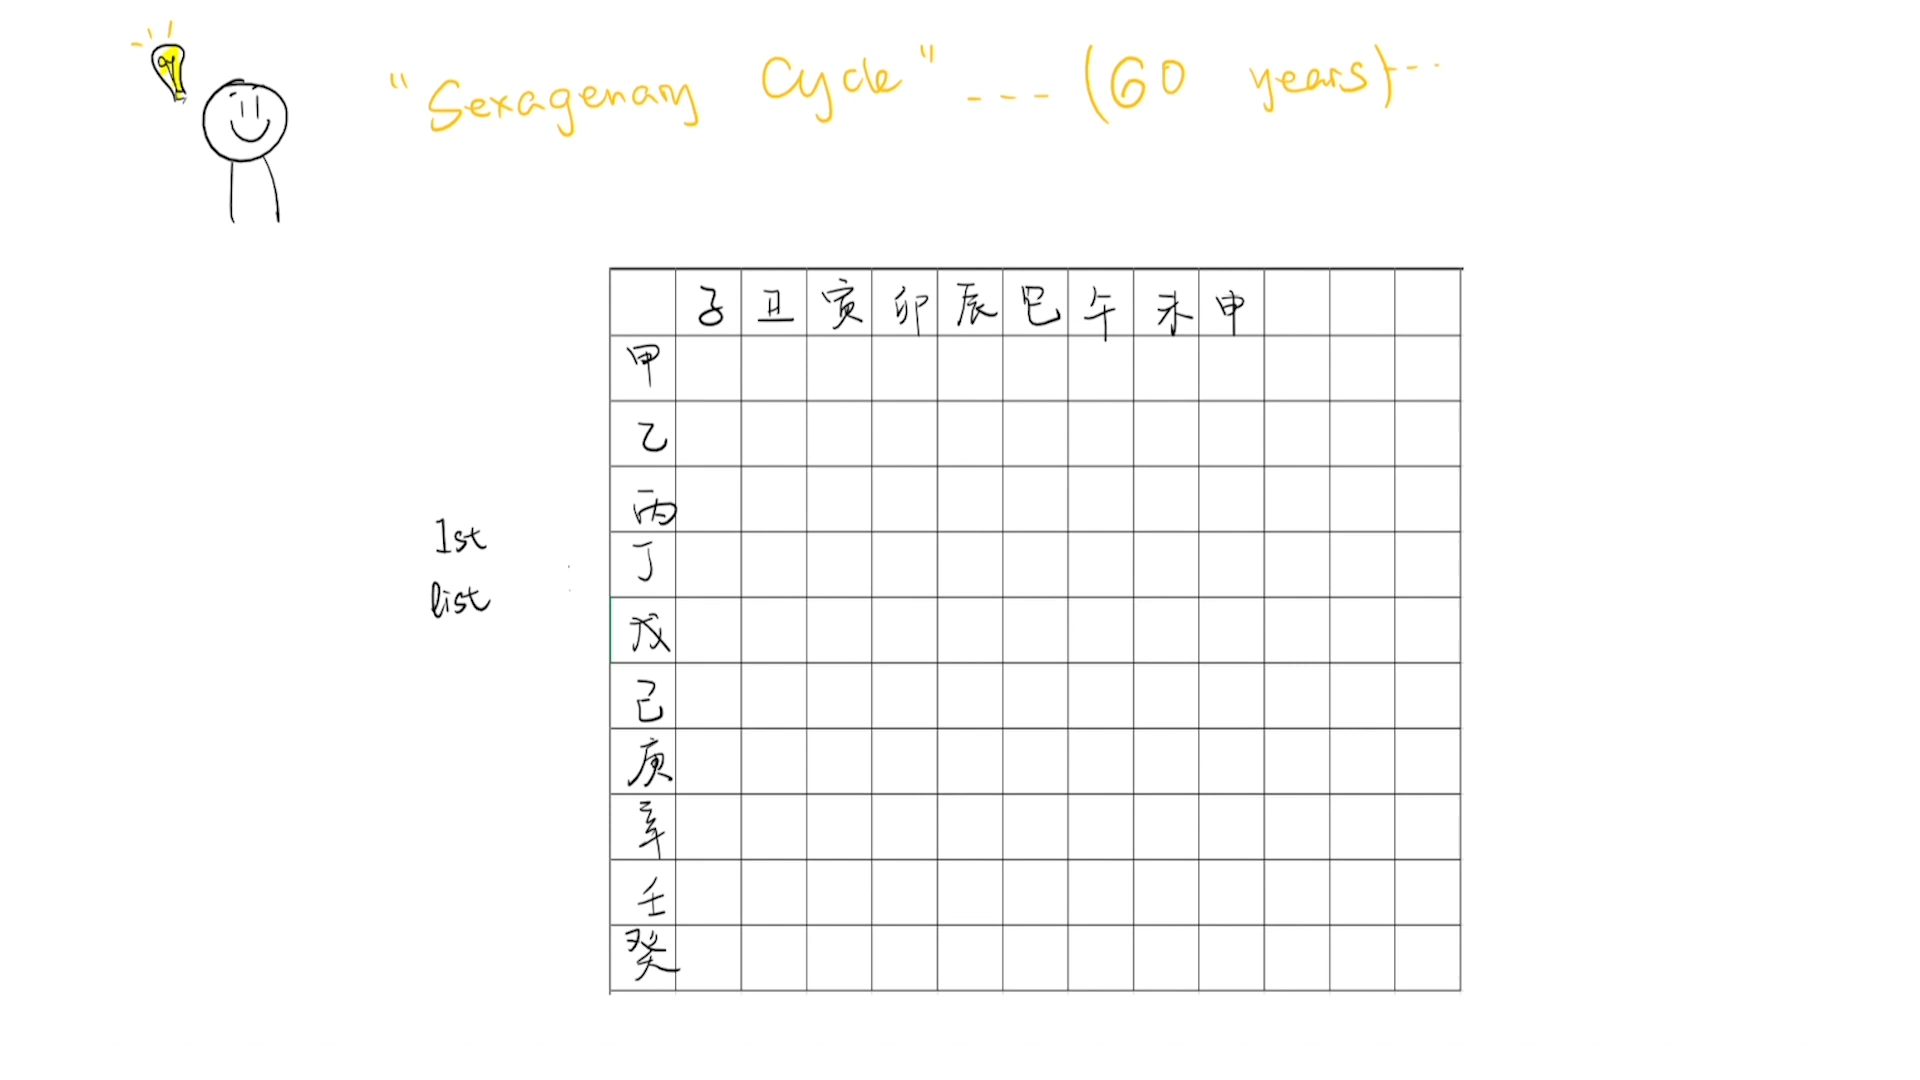 "Sexagenary Cycle" --- (60 years)...
子 丑 寅 卯 辰 巳 午 未 申
甲
乙
丙
1st
丁
list
戊
己
庚
辛
壬
癸